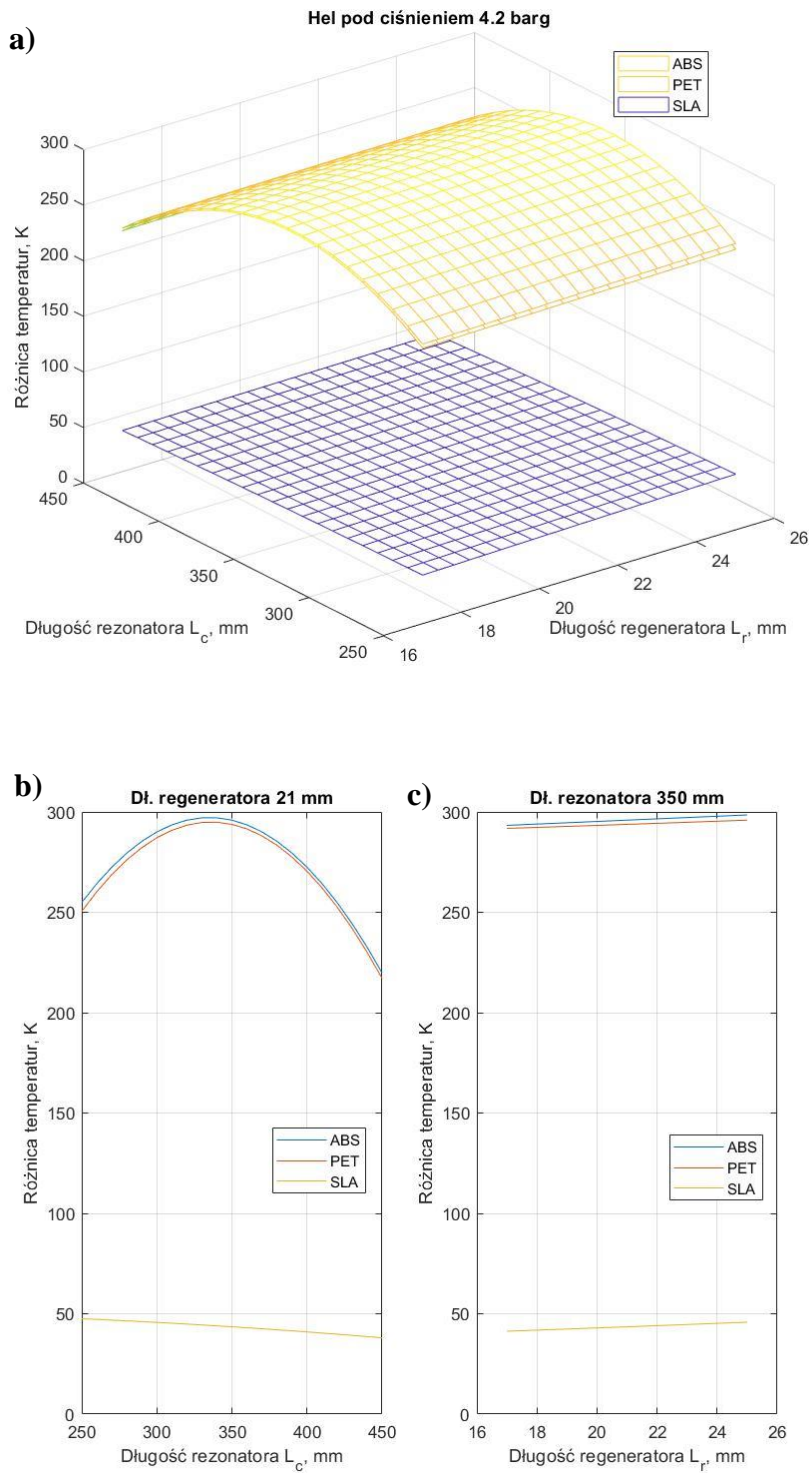 a)
Hel pod ciśnieniem 4.2 barg
ABS
PET
SLA
300
250
200
150
100
50
0
Różnica temperatur, K
450
400
350
300
250
Długość rezonatora L_c, mm
16
18
20
22
24
26
Długość regeneratora L_r, mm
b)
Dł. regeneratora 21 mm
300
250
200
150
100
50
0
Różnica temperatur, K
ABS
PET
SLA
250
300
350
400
450
Długość rezonatora L_c, mm
c)
Dł. rezonatora 350 mm
300
250
200
150
100
50
0
Różnica temperatur, K
ABS
PET
SLA
16
18
20
22
24
26
Długość regeneratora L_r, mm